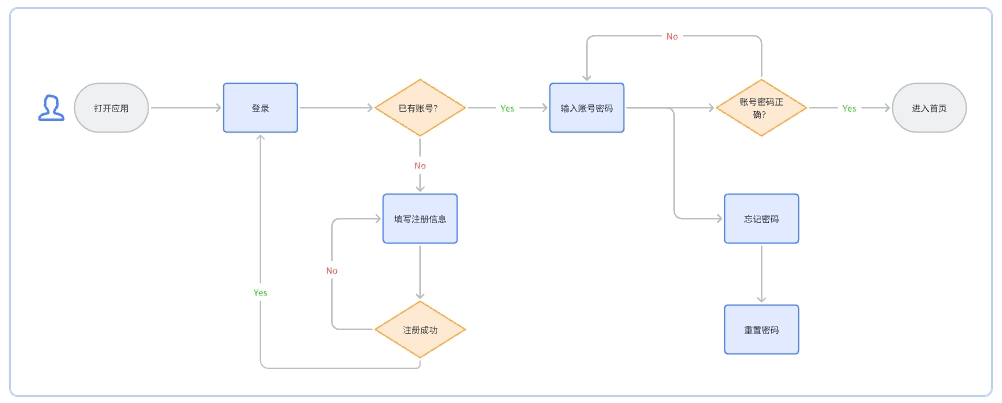 No
打开应用
登录
已有账号?
Yes
输入账号密码
账号密码正
确?
Yes
进入首页
No
填写注册信息
忘记密码
No
Yes
注册成功
重置密码